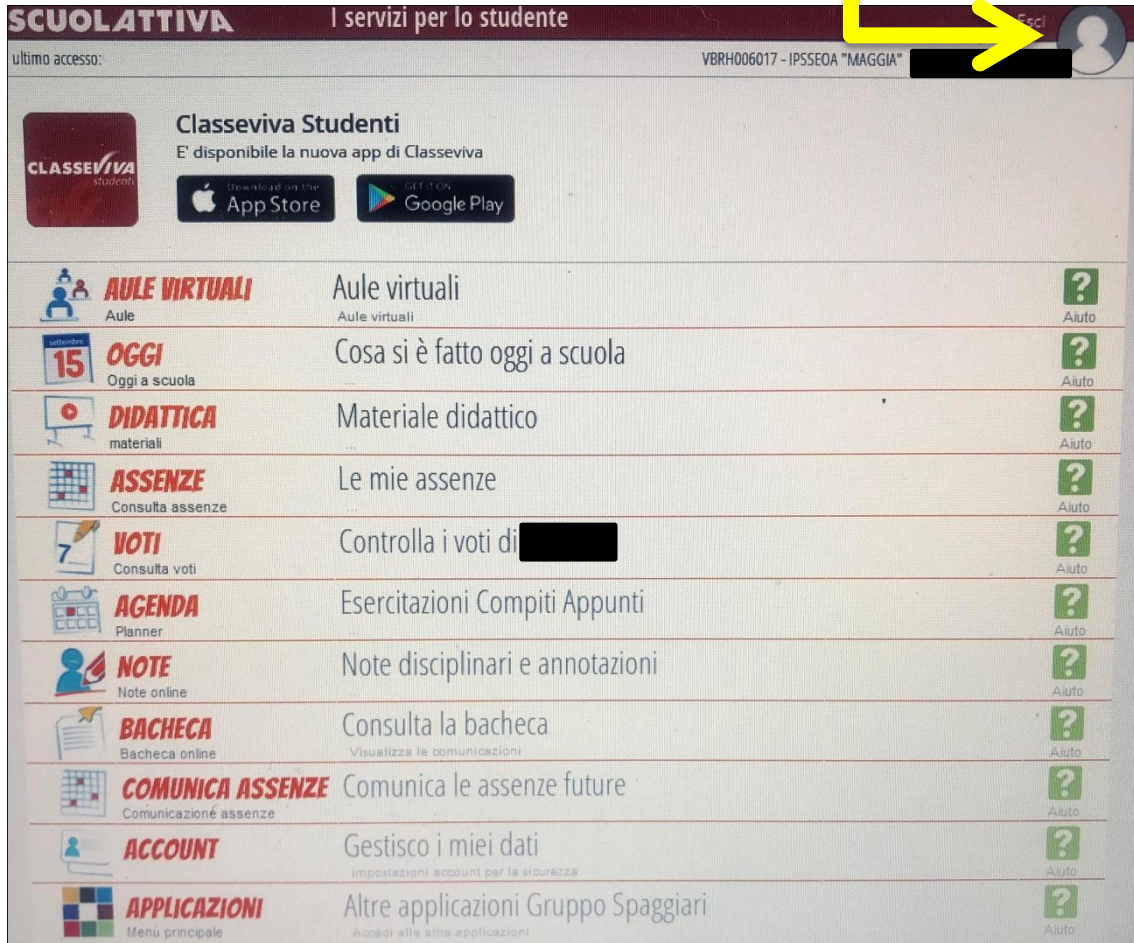 SCUOLATTIVA I servizi per lo studente Esci
ultimo accesso: VBRH006017 - IPSSEOA "MAGGIA"
Classeviva Studenti
E' disponibile la nuova app di Classeviva
CLASSEVIVA
studenti
Download on the
App Store
GET IT ON
Google Play
AULE VIRTUALI Aule virtuali
Aule Aule virtuali Aiuto
settembre
15
OGGI Cosa si è fatto oggi a scuola
Oggi a scuola ... Aiuto
DIDATTICA Materiale didattico
materiali ... Aiuto
ASSENZE Le mie assenze
Consulta assenze Aiuto
7
VOTI Controlla i voti di
Consulta voti Aiuto
AGENDA Esercitazioni Compiti Appunti
Planner ... Aiuto
NOTE Note disciplinari e annotazioni
Note online ... Aiuto
BACHECA Consulta la bacheca
Bacheca online Visualizza le comunicazioni Aiuto
COMUNICA ASSENZE Comunica le assenze future
Comunicazione assenze Aiuto
ACCOUNT Gestisco i miei dati
impostazioni account per la sicurezza Aiuto
APPLICAZIONI Altre applicazioni Gruppo Spaggiari
Menù principale Accedi alle altre applicazioni Aiuto